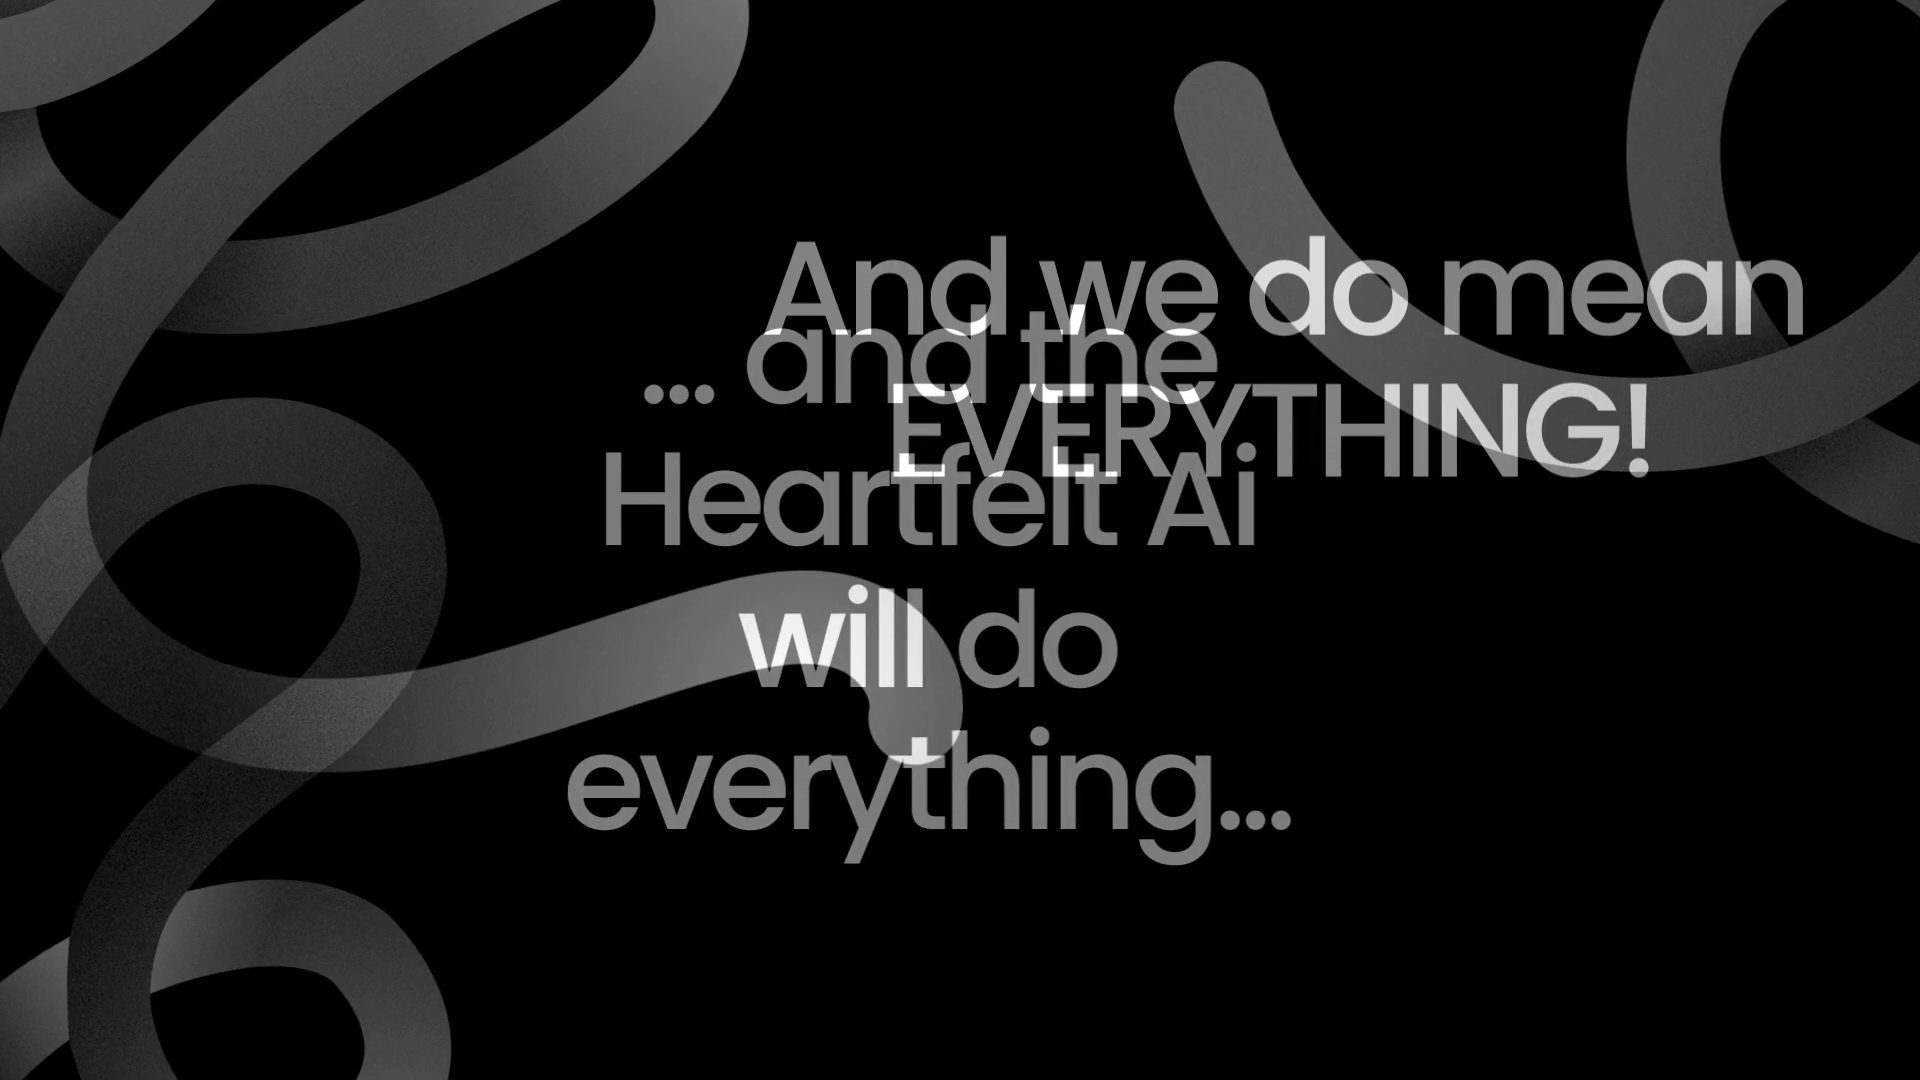 And we do mean
EVERYTHING!
... and the
Heartfelt Ai
will do
everything...